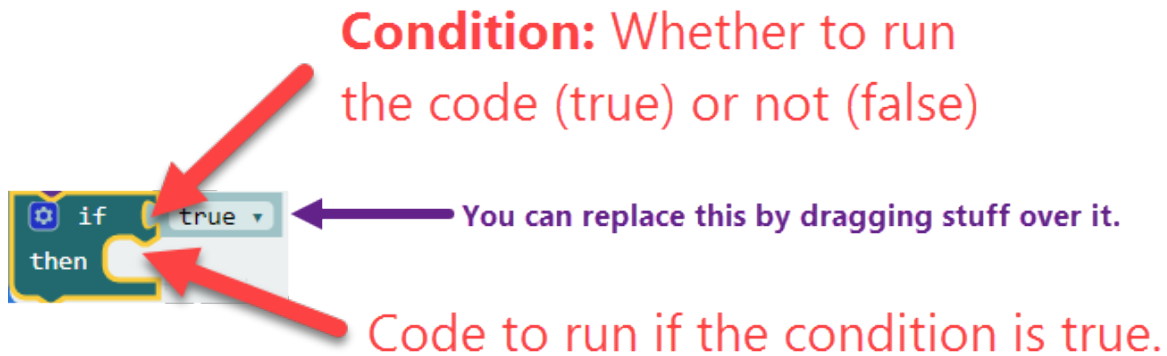 Condition: Whether to run
the code (true) or not (false)
if true
You can replace this by dragging stuff over it.
then
Code to run if the condition is true.